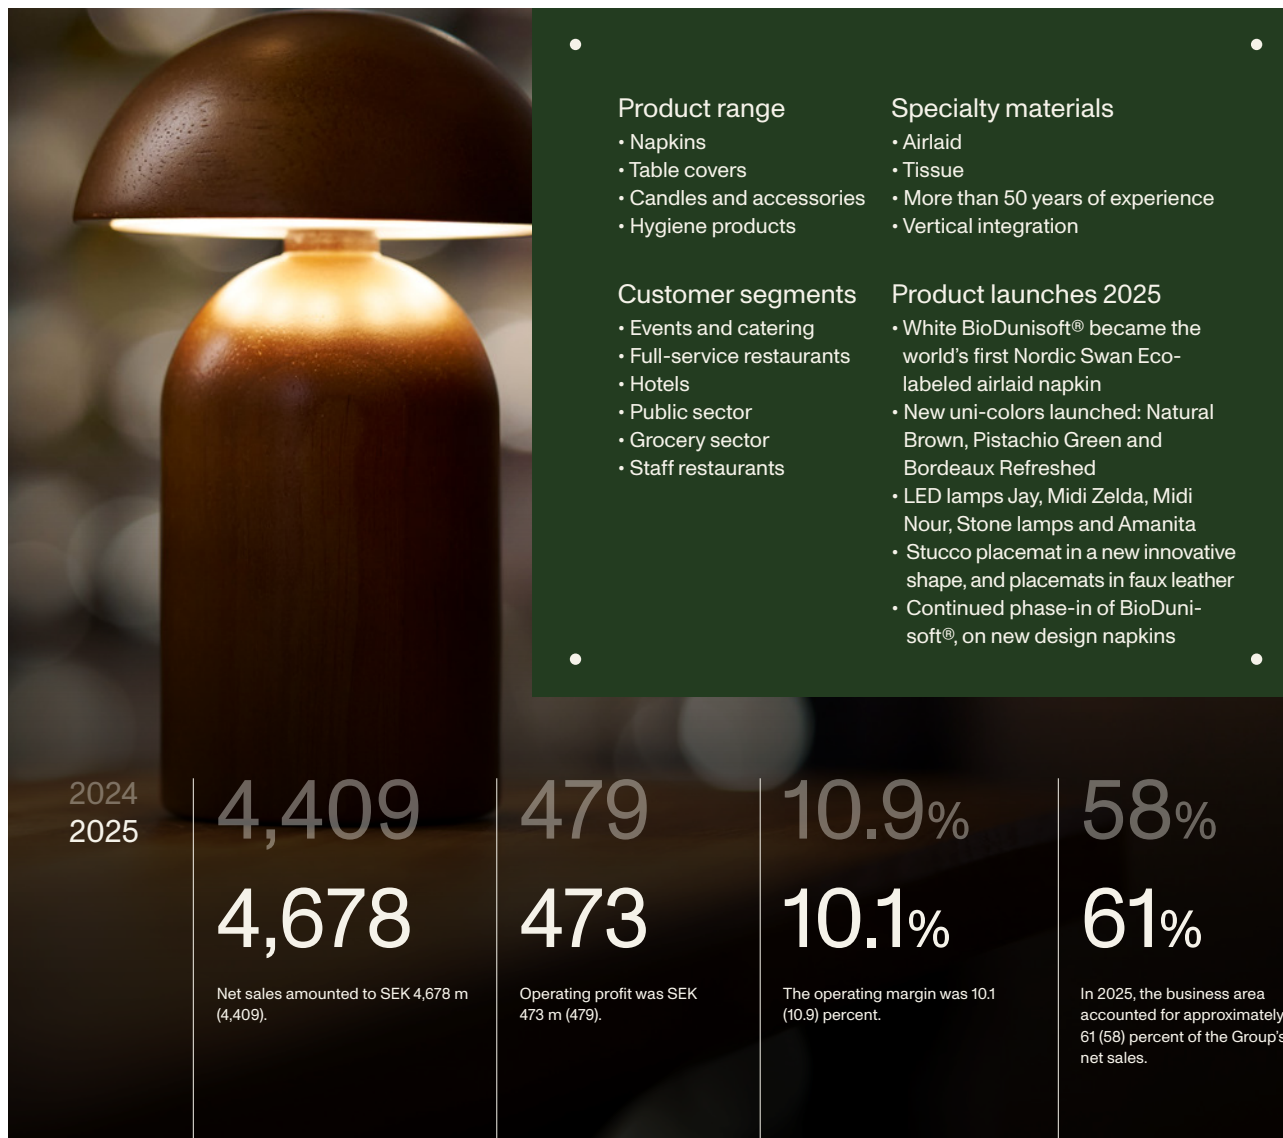 Product range
• Napkins
• Table covers
• Candles and accessories
• Hygiene products
Specialty materials
• Airlaid
• Tissue
• More than 50 years of experience
• Vertical integration
Customer segments
• Events and catering
• Full-service restaurants
• Hotels
• Public sector
• Grocery sector
• Staff restaurants
Product launches 2025
• White BioDunisoft® became the
world’s first Nordic Swan Eco-
labeled airlaid napkin
• New uni-colors launched: Natural
Brown, Pistachio Green and
Bordeaux Refreshed
• LED lamps Jay, Midi Zelda, Midi
Nour, Stone lamps and Amanita
• Stucco placemat in a new innovative
shape, and placemats in faux leather
• Continued phase-in of BioDuni-
soft®, on new design napkins
2024
2025
4,409
4,678
Net sales amounted to SEK 4,678 m
(4,409).
479
473
Operating profit was SEK
473 m (479).
10.9%
10.1%
The operating margin was 10.1
(10.9) percent.
58%
61%
In 2025, the business area
accounted for approximately
61 (58) percent of the Group’s
net sales.